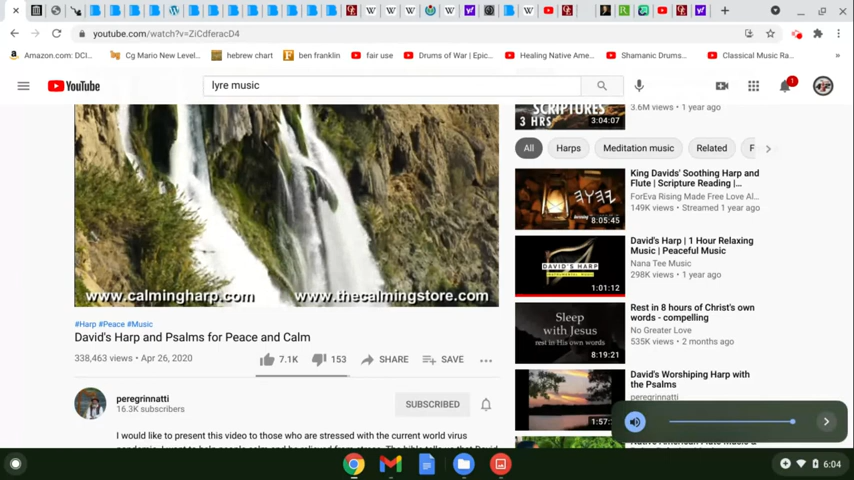 youtube.com/watch?v=ZiCdferacD4
Amazon.com: DCI...
Cg Mario New Level...
hebrew chart
ben franklin
fair use
Drums of War | Epic...
Healing Native Ame...
Shamanic Drums...
Classical Music Ra...
YouTube
lyre music
1
SCRIPTURES
3 HRS
3:04:07
3.6M views • 1 year ago
All
Harps
Meditation music
Related
F
King Davids' Soothing Harp and
Flute | Scripture Reading |...
ForEva Rising Made Free Love Al...
149K views • Streamed 1 year ago
8:05:45
David's Harp | 1 Hour Relaxing
Music | Peaceful Music
Nana Tee Music
298K views • 1 year ago
DAVID'S HARP
1:01:12
Rest in 8 hours of Christ's own
words - compelling
No Greater Love
535K views • 2 months ago
Sleep
with Jesus
rest in His own words
8:19:21
David's Worshiping Harp with
the Psalms
peregrinnatti
1:57:
www.calmingharp.com
www.thecalmingstore.com
#Harp #Peace #Music
David's Harp and Psalms for Peace and Calm
338,463 views • Apr 26, 2020
7.1K
153
SHARE
SAVE
peregrinnatti
16.3K subscribers
SUBSCRIBED
I would like to present this video to those who are stressed with the current world virus
6:04